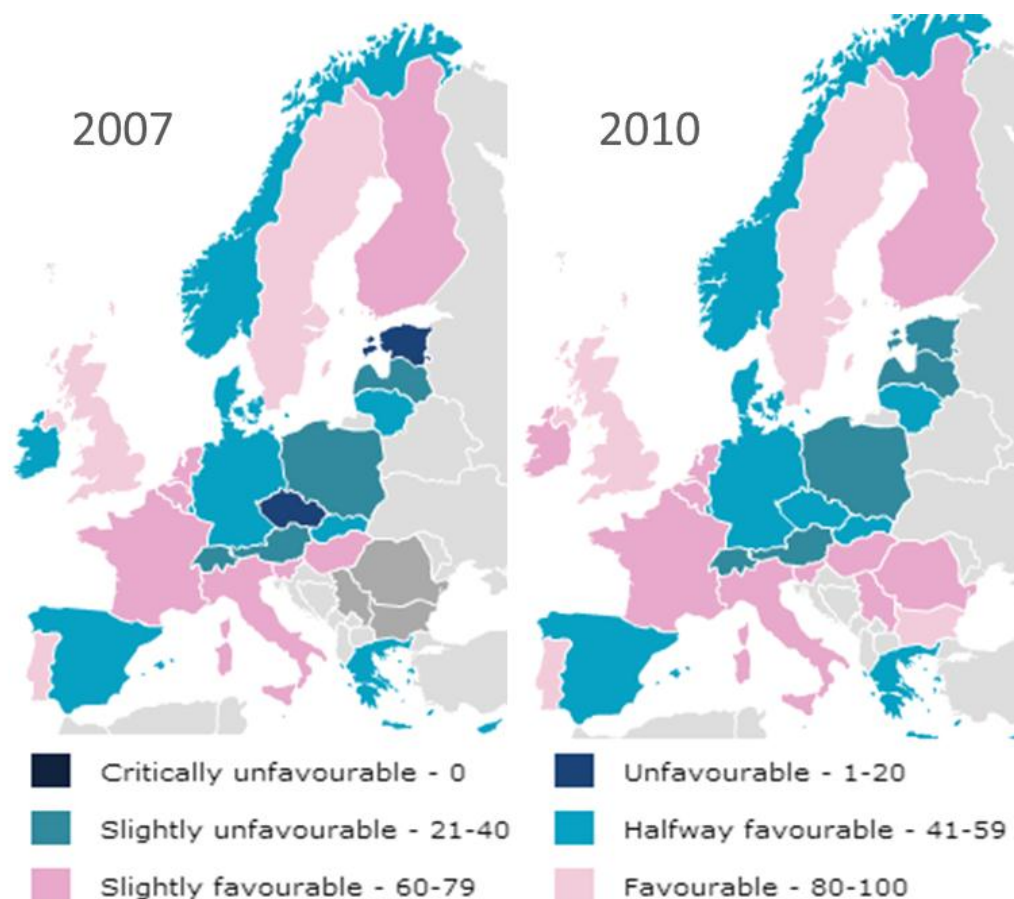 2007 2010
Critically unfavourable - 0 Unfavourable - 1-20
Slightly unfavourable - 21-40 Halfway favourable - 41-59
Slightly favourable - 60-79 Favourable - 80-100